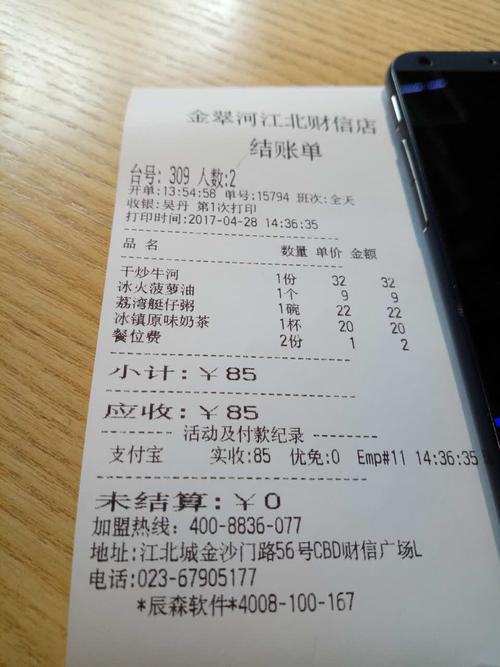 金翠河江北财信店
结账单
台号: 309 人数:2
开单:13:54:58 单号:15794 班次:全天
收银:吴丹 第1次打印
打印时间:2017-04-28 14:36:35
品 名 数量 单价 金额
干炒牛河 1份 32 32
冰火菠萝油 1个 9 9
荔湾艇仔粥 1碗 22 22
冰镇原味奶茶 1杯 20 20
餐位费 2份 1 2
小计:￥85
应收:￥85
活动及付款纪录
支付宝 实收:85 优免:0 Emp#11 14:36:35
未结算:￥0
加盟热线: 400-8836-077
地址:江北城金沙门路56号CBD财信广场L
电话:023-67905177
*辰森软件*4008-100-167